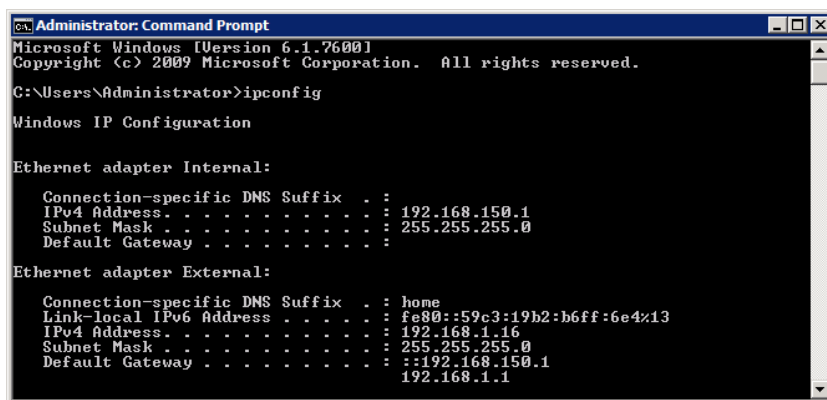 Administrator: Command Prompt
Microsoft Windows [Version 6.1.7600]
Copyright (c) 2009 Microsoft Corporation.  All rights reserved.
C:\Users\Administrator>ipconfig
Windows IP Configuration
Ethernet adapter Internal:
Connection-specific DNS Suffix  . :
IPv4 Address. . . . . . . . . . . : 192.168.150.1
Subnet Mask . . . . . . . . . . . : 255.255.255.0
Default Gateway . . . . . . . . . :
Ethernet adapter External:
Connection-specific DNS Suffix  . : home
Link-local IPv6 Address . . . . . : fe80::59c3:19b2:b6ff:6e4%13
IPv4 Address. . . . . . . . . . . : 192.168.1.16
Subnet Mask . . . . . . . . . . . : 255.255.255.0
Default Gateway . . . . . . . . . : ::192.168.150.1
192.168.1.1